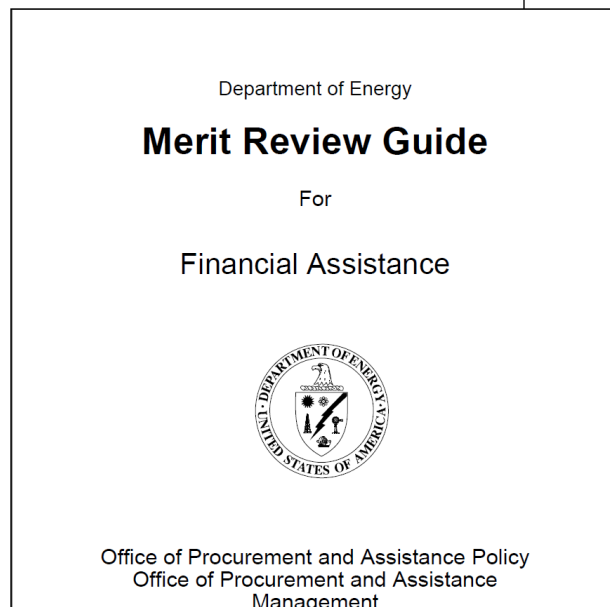 Department of Energy
Merit Review Guide
For
Financial Assistance
DEPARTMENT OF ENERGY
UNITED STATES OF AMERICA
Office of Procurement and Assistance Policy
Office of Procurement and Assistance
Management